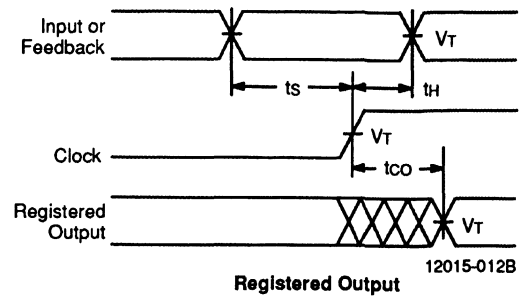 Input or
Feedback
VT
tS
tH
Clock
VT
tCO
Registered
Output
VT
12015-012B
Registered Output